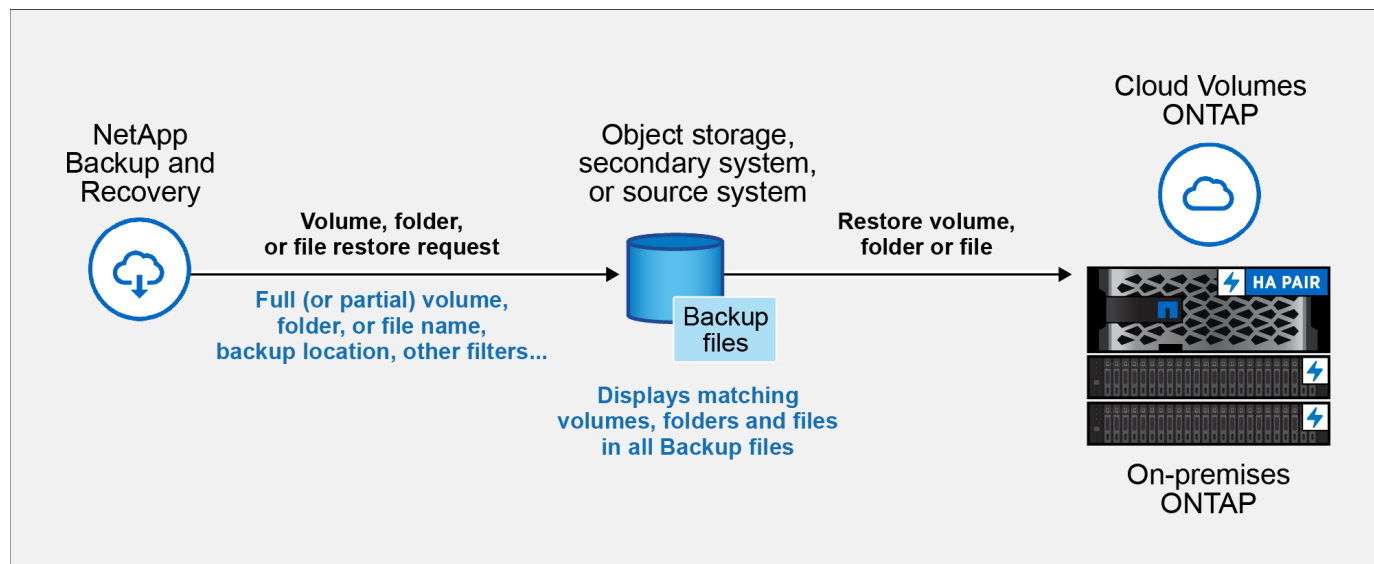 NetApp
Backup and
Recovery
Volume, folder,
or file restore request
Full (or partial) volume,
folder, or file name,
backup location, other filters...
Object storage,
secondary system,
or source system
Backup
files
Displays matching
volumes, folders and files
in all Backup files
Restore volume,
folder or file
Cloud Volumes
ONTAP
HA PAIR
On-premises
ONTAP